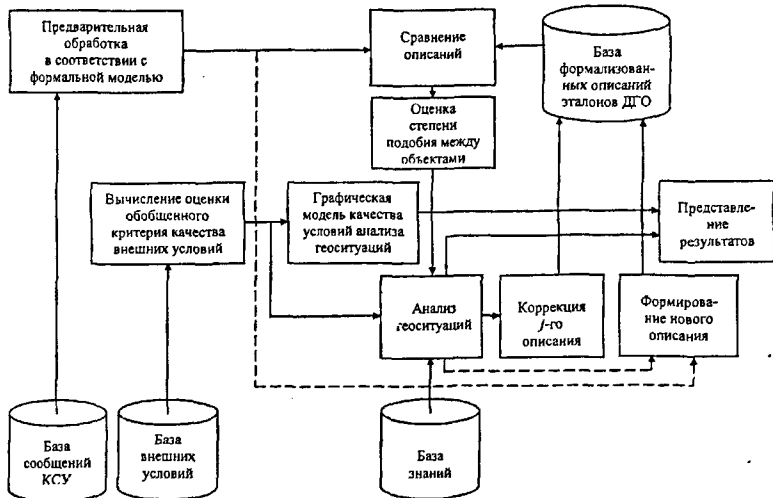 Предварительная
обработка
в соответствии с
формальной моделью
Сравнение
описаний
База
формализован-
ных описаний
эталонов ДГО
Оценка
степени
подобия между
объектами
Вычисление оценки
обобщенного
критерия качества
внешних условий
Графическая
модель качества
условий анализа
геоситуаций
Представле-
ние
результатов
Анализ
геоситуаций
Коррекция
j-го
описания
Формирова-
ние нового
описания
База
сообщений
КСУ
База
внешних
условий
База
знаний